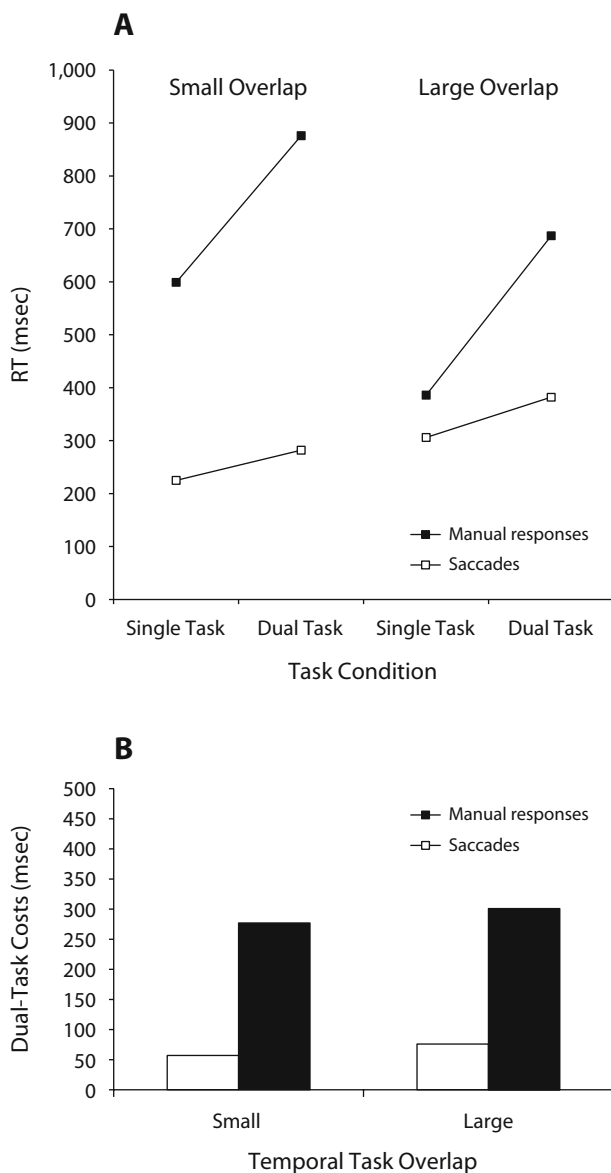 A
1,000
Small Overlap
Large Overlap
900
800
700
600
500
400
300
200
100
0
RT (msec)
Manual responses
Saccades
Single Task
Dual Task
Single Task
Dual Task
Task Condition
B
500
450
400
350
300
250
200
150
100
50
0
Dual-Task Costs (msec)
Manual responses
Saccades
Small
Large
Temporal Task Overlap